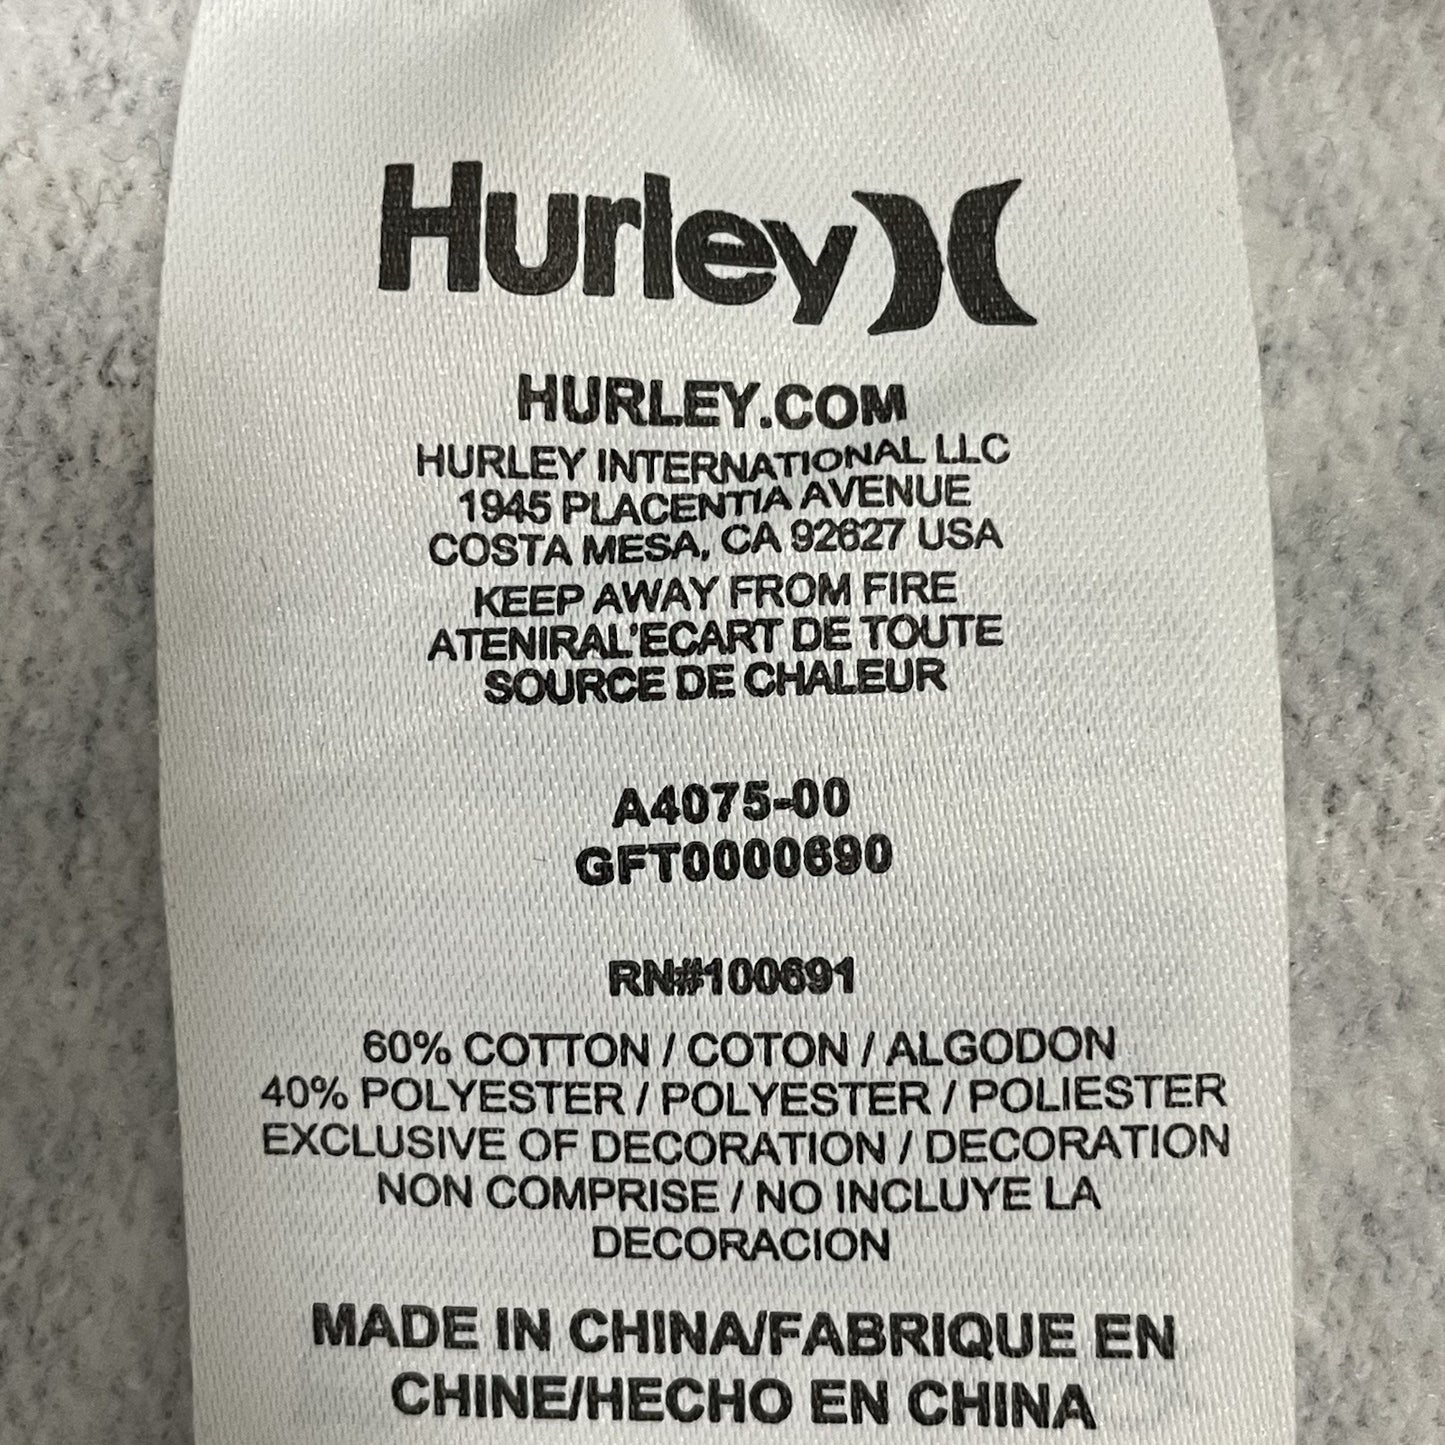 Hurley
HURLEY.COM
HURLEY INTERNATIONAL LLC
1945 PLACENTIA AVENUE
COSTA MESA, CA 92627 USA
KEEP AWAY FROM FIRE
ATENIRAL'ECART DE TOUTE
SOURCE DE CHALEUR
A4075-00
GFT0000690
RN#100691
60% COTTON / COTON / ALGODON
40% POLYESTER / POLYESTER / POLIESTER
EXCLUSIVE OF DECORATION / DECORATION
NON COMPRISE / NO INCLUYE LA
DECORACION
MADE IN CHINA/FABRIQUE EN
CHINE/HECHO EN CHINA